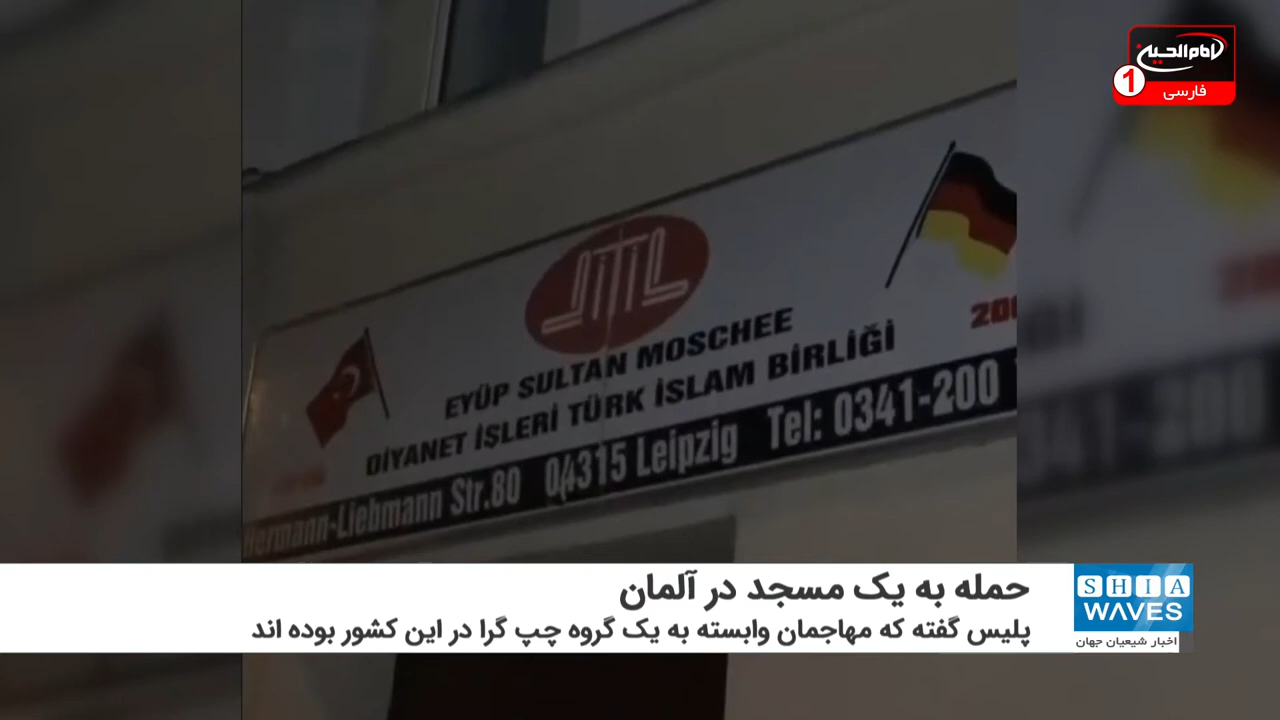 امام الحسین
1
فارسی
DİTİB
EYÜP SULTAN MOSCHEE
DİYANET İŞLERİ TÜRK İSLAM BİRLİĞİ
Hermann-Liebmann Str.80 04315 Leipzig Tel: 0341-200
حمله به یک مسجد در آلمان
پلیس گفته که مهاجمان وابسته به یک گروه چپ گرا در این کشور بوده اند
SHIA
WAVES
اخبار شیعیان جهان